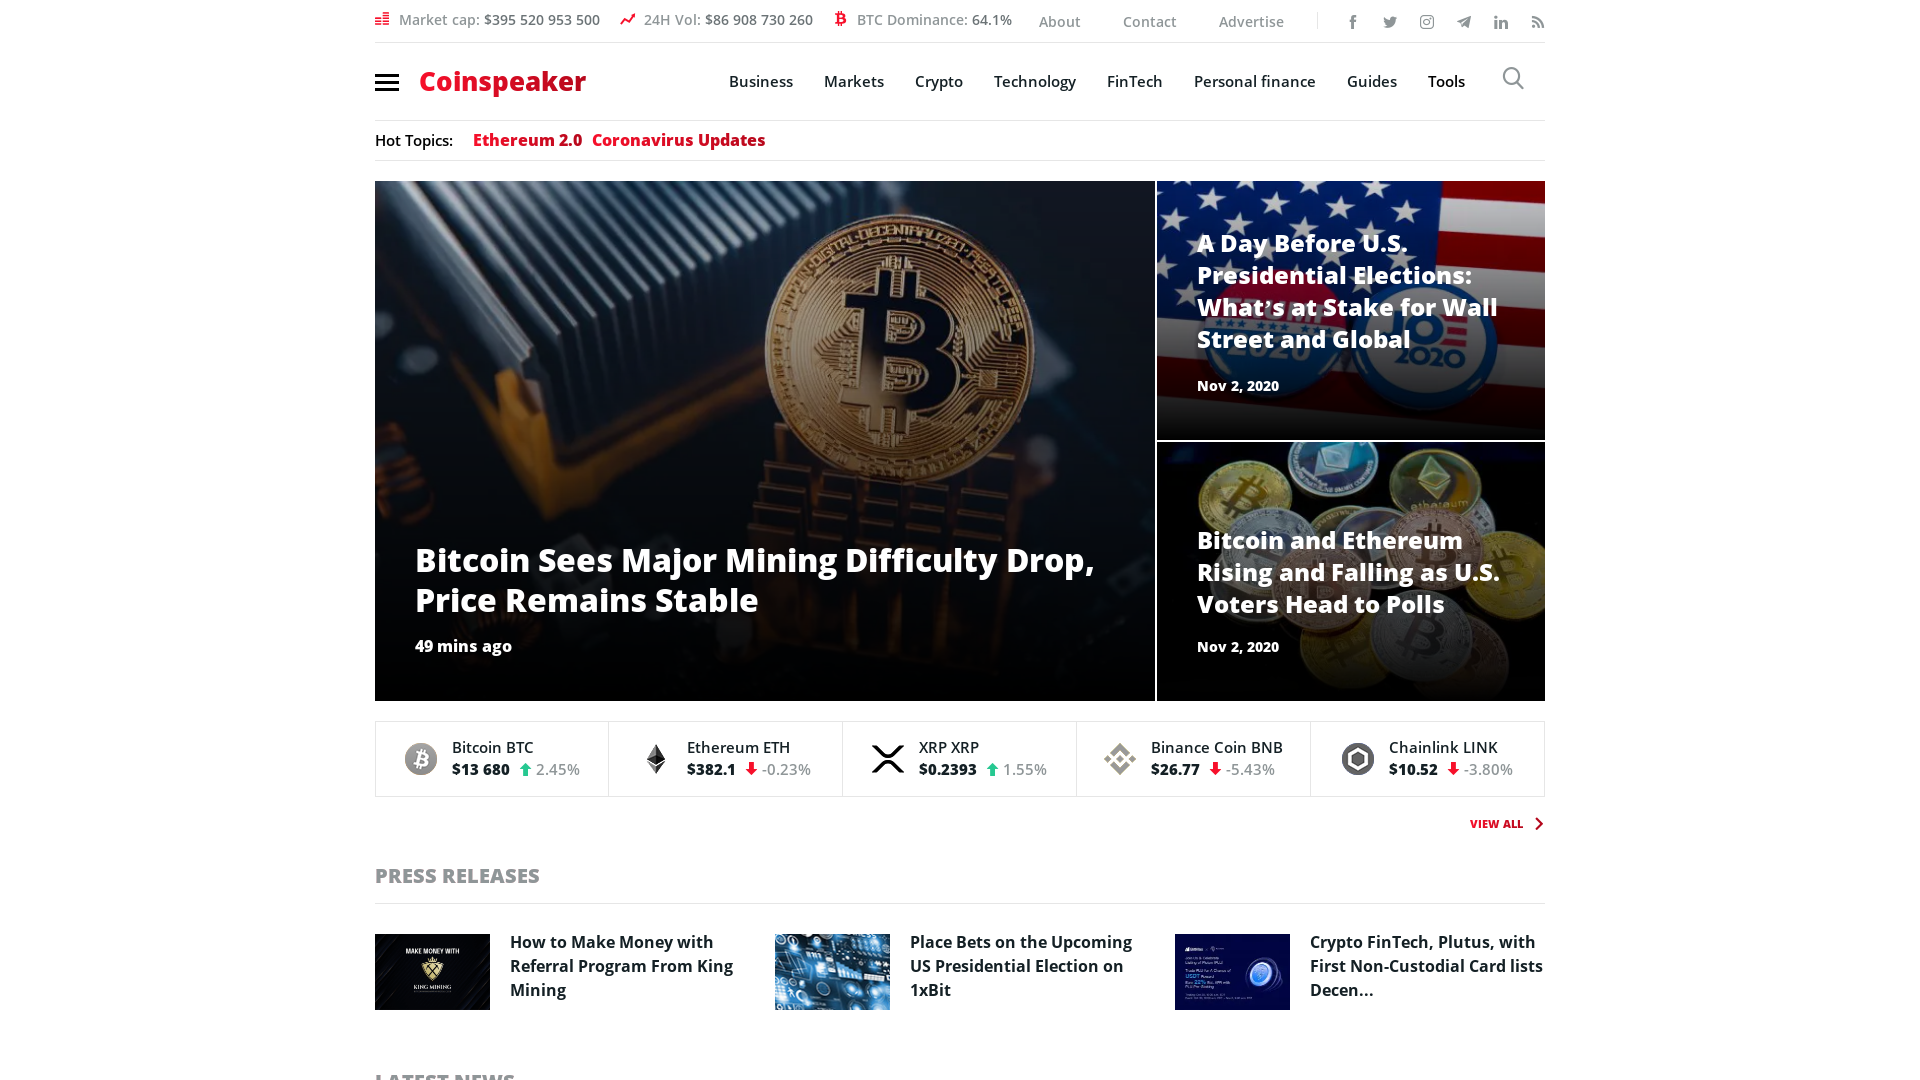 Market cap: $395 520 953 500
24H Vol: $86 908 730 260
BTC Dominance: 64.1%
About
Contact
Advertise
Coinspeaker
Business
Markets
Crypto
Technology
FinTech
Personal finance
Guides
Tools
Hot Topics:
Ethereum 2.0
Coronavirus Updates
Bitcoin Sees Major Mining Difficulty Drop,
Price Remains Stable
49 mins ago
A Day Before U.S.
Presidential Elections:
What's at Stake for Wall
Street and Global
Nov 2, 2020
Bitcoin and Ethereum
Rising and Falling as U.S.
Voters Head to Polls
Nov 2, 2020
Bitcoin BTC
$13 680 2.45%
Ethereum ETH
$382.1 -0.23%
XRP XRP
$0.2393 1.55%
Binance Coin BNB
$26.77 -5.43%
Chainlink LINK
$10.52 -3.80%
VIEW ALL
PRESS RELEASES
MAKE MONEY WITH
KING MINING
How to Make Money with
Referral Program From King
Mining
Place Bets on the Upcoming
US Presidential Election on
1xBit
Crypto FinTech, Plutus, with
First Non-Custodial Card lists
Decen...
LATEST NEWS